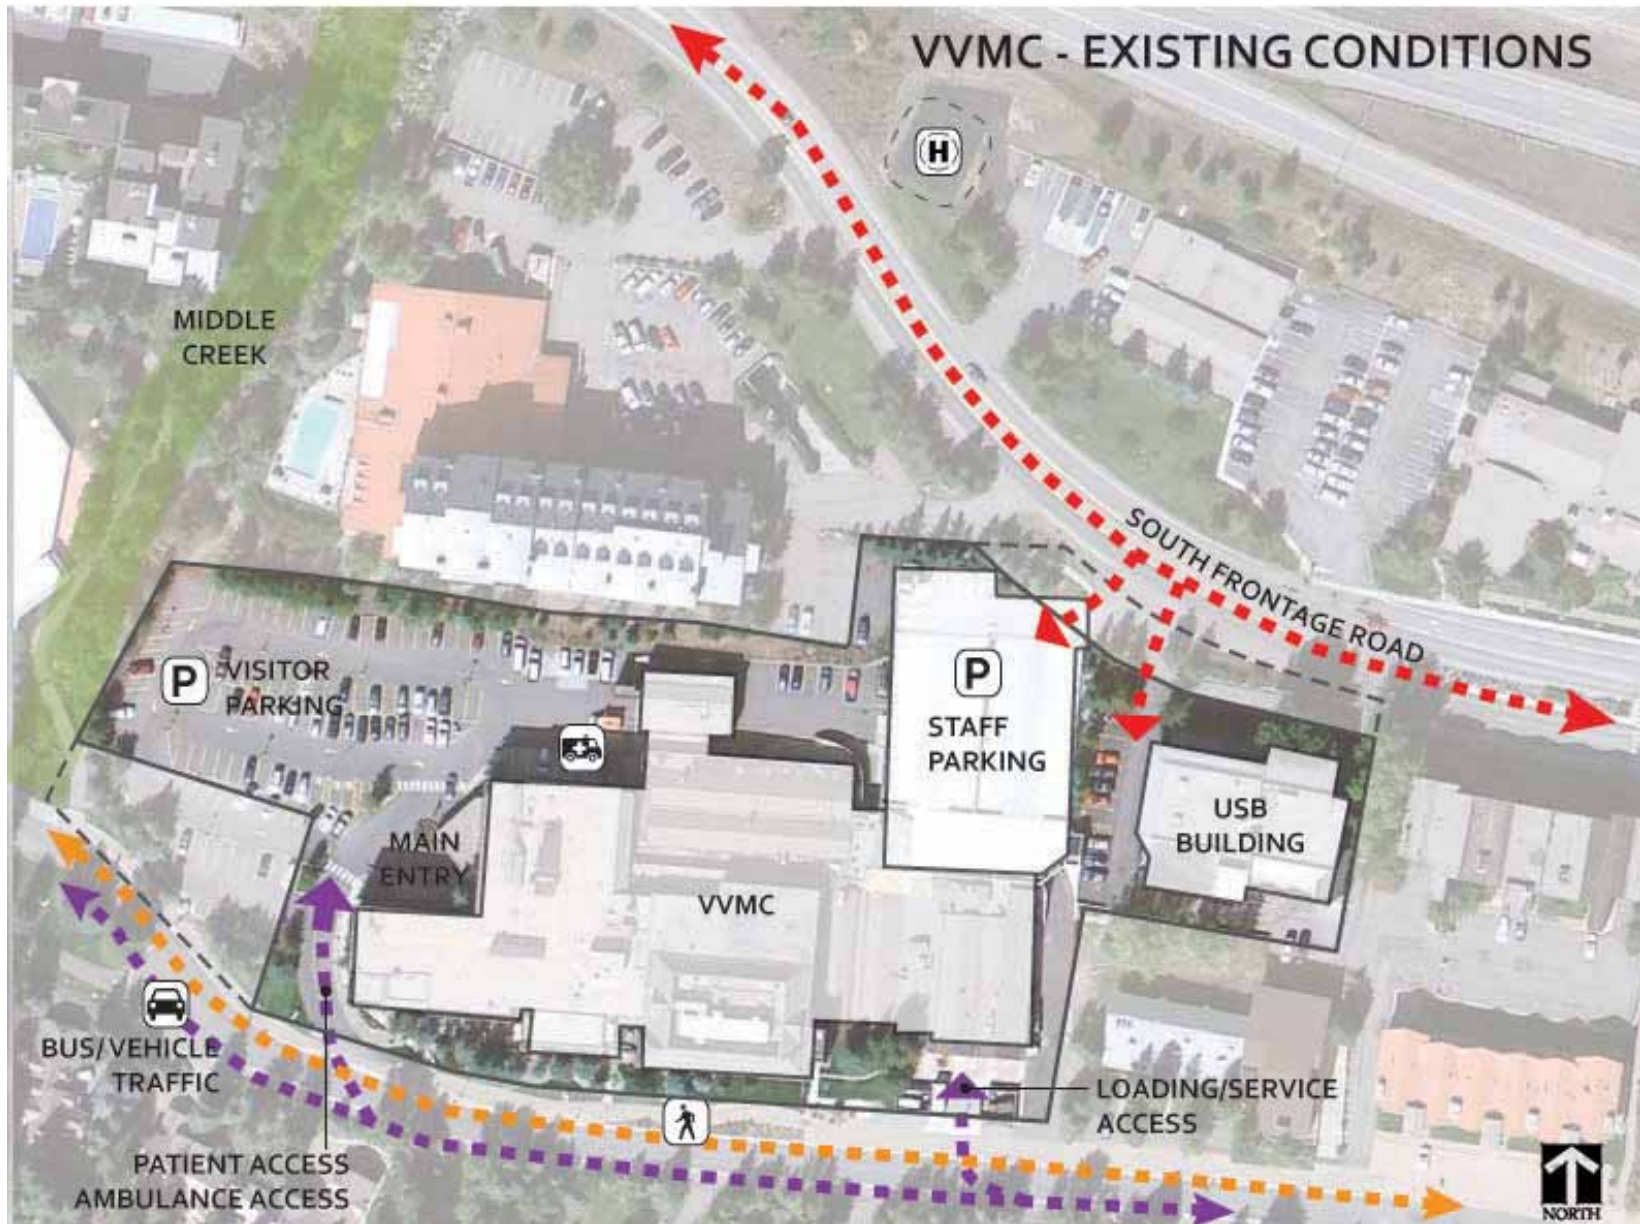 VVMC - EXISTING CONDITIONS
H
MIDDLE
CREEK
SOUTH FRONTAGE ROAD
P
VISITOR
PARKING
P
STAFF
PARKING
USB
BUILDING
MAIN
ENTRY
VVMC
BUS/VEHICLE
TRAFFIC
LOADING/SERVICE
ACCESS
PATIENT ACCESS
AMBULANCE ACCESS
NORTH